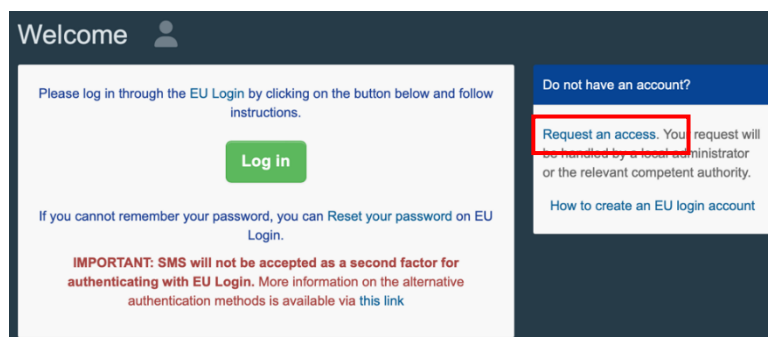 Welcome
Please log in through the EU Login by clicking on the button below and follow
instructions.
Log in
If you cannot remember your password, you can Reset your password on EU
Login.
IMPORTANT: SMS will not be accepted as a second factor for
authenticating with EU Login. More information on the alternative
authentication methods is available via this link
Do not have an account?
Request an access. Your request will
be handled by a local administrator
or the relevant competent authority.
How to create an EU login account